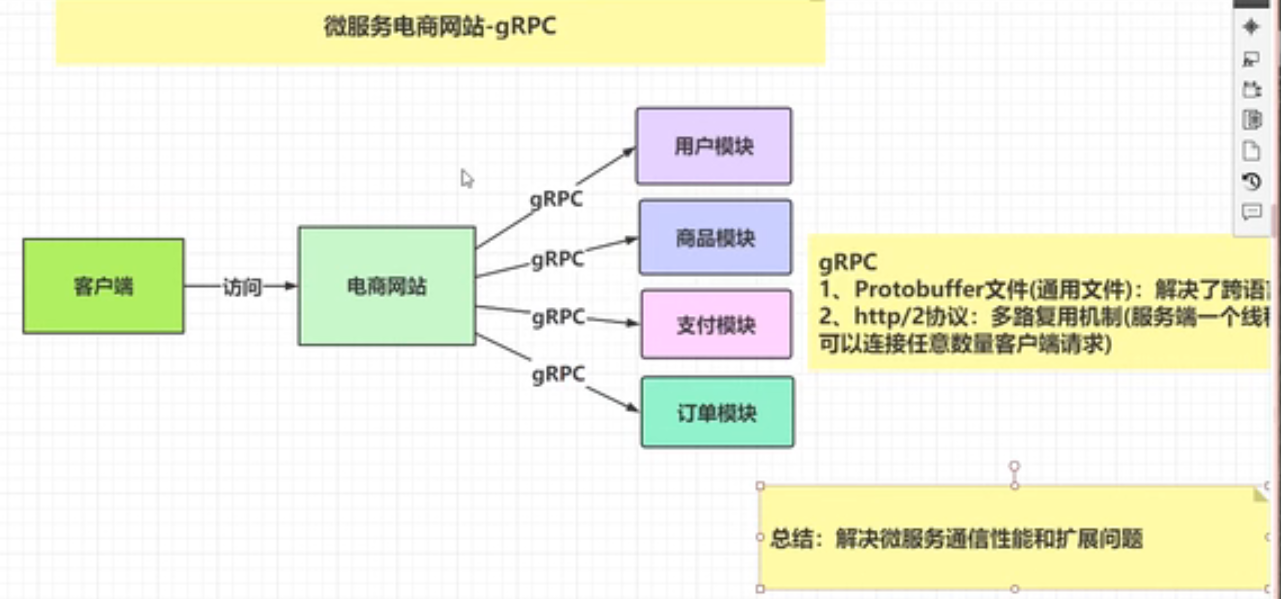 微服务电商网站-gRPC
用户模块
gRPC
商品模块
gRPC
客户端
访问
电商网站
gRPC
支付模块
gRPC
订单模块
gRPC
1、Protobuffer文件(通用文件)：解决了跨语
2、http/2协议：多路复用机制(服务端一个线
可以连接任意数量客户端请求)
总结：解决微服务通信性能和扩展问题